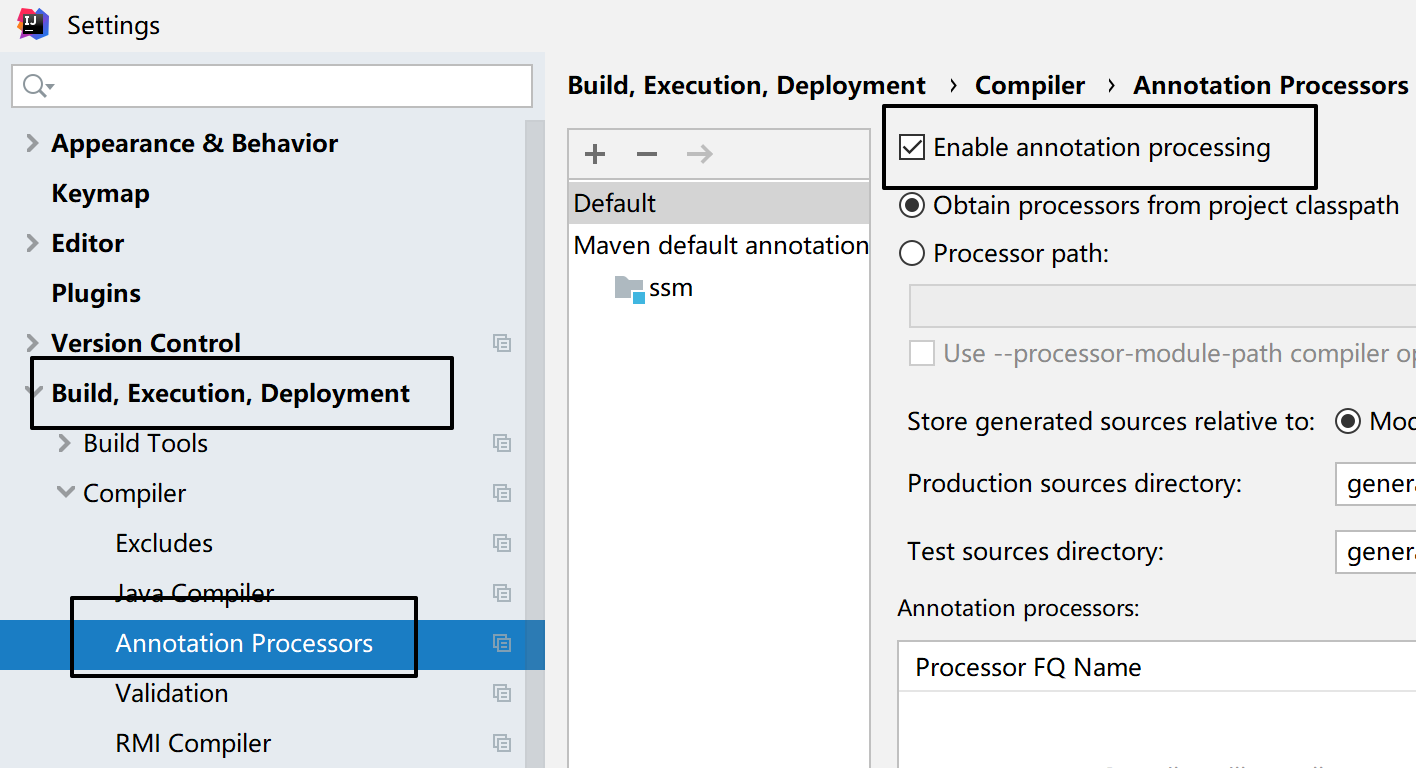 Settings
Appearance & Behavior
Keymap
Editor
Plugins
Version Control
Build, Execution, Deployment
Build Tools
Compiler
Excludes
Java Compiler
Annotation Processors
Validation
RMI Compiler
Build, Execution, Deployment › Compiler › Annotation Processors
Default
Maven default annotation
ssm
Enable annotation processing
Obtain processors from project classpath
Processor path:
Use --processor-module-path compiler op
Store generated sources relative to: Mod
Production sources directory: genera
Test sources directory: genera
Annotation processors:
Processor FQ Name